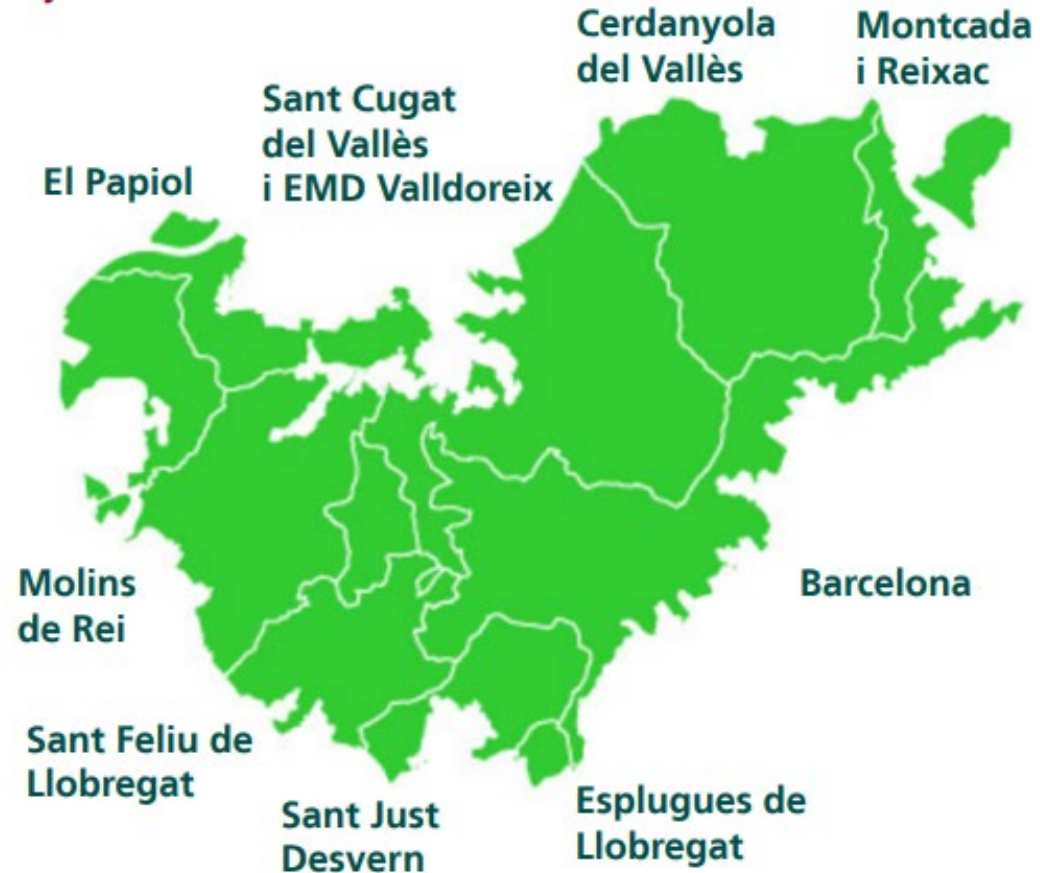 Cerdanyola
del Vallès
Montcada
i Reixac
Sant Cugat
del Vallès
i EMD Valldoreix
El Papiol
Molins
de Rei
Barcelona
Sant Feliu de
Llobregat
Sant Just
Desvern
Esplugues de
Llobregat